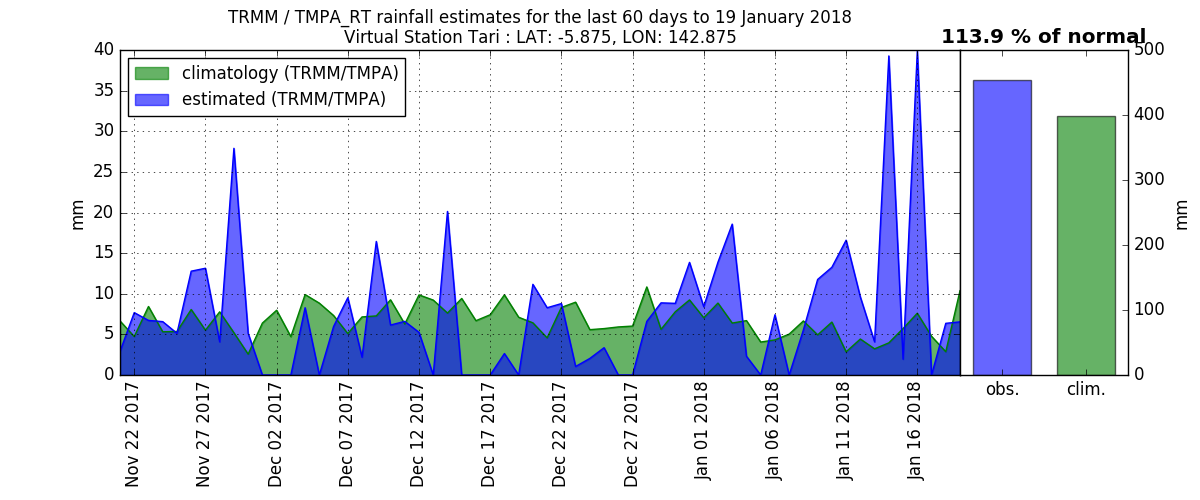 TRMM / TMPA_RT rainfall estimates for the last 60 days to 19 January 2018
Virtual Station Tari : LAT: -5.875, LON: 142.875
113.9 % of normal
climatology (TRMM/TMPA)
estimated (TRMM/TMPA)
mm
40
35
30
25
20
15
10
5
0
Nov 22 2017
Nov 27 2017
Dec 02 2017
Dec 07 2017
Dec 12 2017
Dec 17 2017
Dec 22 2017
Dec 27 2017
Jan 01 2018
Jan 06 2018
Jan 11 2018
Jan 16 2018
obs.
clim.
500
400
300
200
100
0
mm